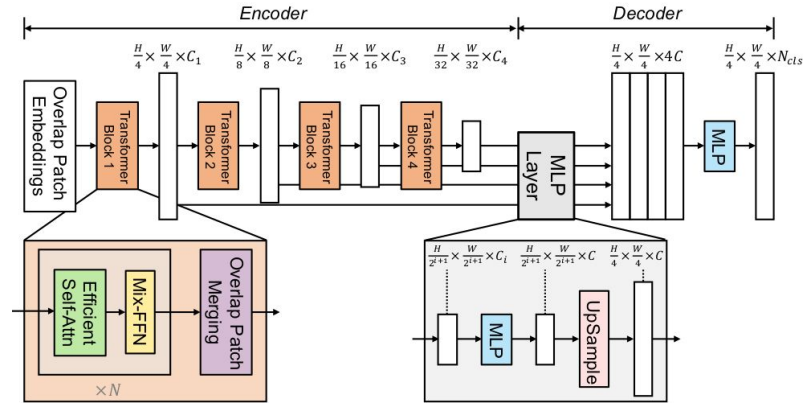 Encoder
Decoder
H/4 × W/4 × C₁
H/8 × W/8 × C₂
H/16 × W/16 × C₃
H/32 × W/32 × C₄
H/4 × W/4 × 4C
H/4 × W/4 × N_cls
Overlap Patch
Embeddings
Transformer
Block 1
Transformer
Block 2
Transformer
Block 3
Transformer
Block 4
MLP
Layer
MLP
Efficient
Self-Attn
Mix-FFN
Overlap Patch
Merging
×N
H/2^{i+1} × W/2^{i+1} × C_i
H/2^{i+1} × W/2^{i+1} × C
H/4 × W/4 × C
MLP
UpSample